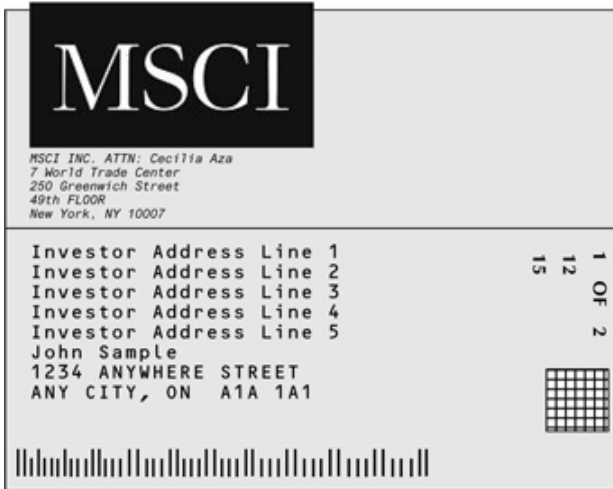 MSCI
MSCI INC. ATTN: Cecilia Aza
7 World Trade Center
250 Greenwich Street
49th FLOOR
New York, NY 10007
Investor Address Line 1
Investor Address Line 2
Investor Address Line 3
Investor Address Line 4
Investor Address Line 5
John Sample
1234 ANYWHERE STREET
ANY CITY, ON A1A 1A1
1 OF 2
12
15